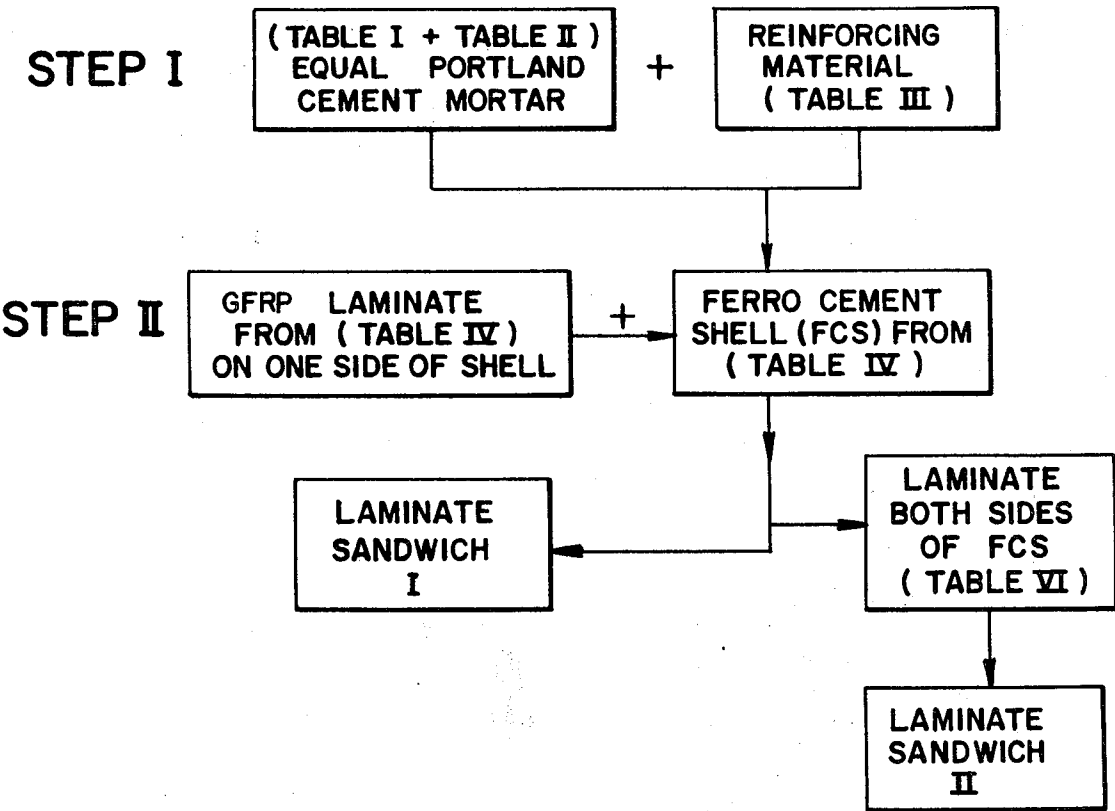 STEP I
(TABLE I + TABLE II)
EQUAL PORTLAND
CEMENT MORTAR
+
REINFORCING
MATERIAL
(TABLE III)
STEP II
GFRP LAMINATE
FROM (TABLE IV)
ON ONE SIDE OF SHELL
+
FERRO CEMENT
SHELL (FCS) FROM
(TABLE IV)
LAMINATE
SANDWICH
I
LAMINATE
BOTH SIDES
OF FCS
(TABLE VI)
LAMINATE
SANDWICH
II